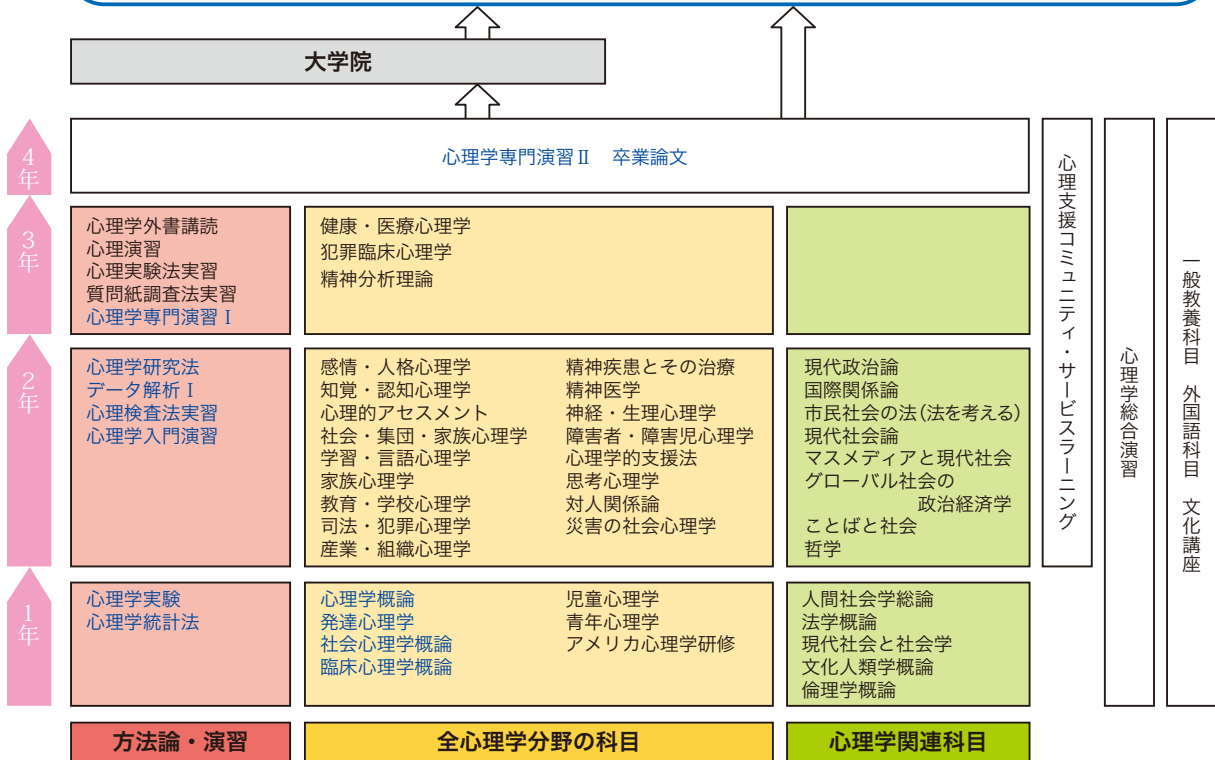 大学院
4年
心理学専門演習Ⅱ　卒業論文
3年
心理学外書講読
心理演習
心理実験法実習
質問紙調査法実習
心理学専門演習Ⅰ
健康・医療心理学
犯罪臨床心理学
精神分析理論
2年
心理学研究法
データ解析Ⅰ
心理検査法実習
心理学入門演習
感情・人格心理学
知覚・認知心理学
心理的アセスメント
社会・集団・家族心理学
学習・言語心理学
家族心理学
教育・学校心理学
司法・犯罪心理学
産業・組織心理学
精神疾患とその治療
精神医学
神経・生理心理学
障害者・障害児心理学
心理学的支援法
思考心理学
対人関係論
災害の社会心理学
現代政治論
国際関係論
市民社会の法（法を考える）
現代社会論
マスメディアと現代社会
グローバル社会の
政治経済学
ことばと社会
哲学
1年
心理学実験
心理学統計法
心理学概論
発達心理学
社会心理学概論
臨床心理学概論
児童心理学
青年心理学
アメリカ心理学研修
人間社会学総論
法学概論
現代社会と社会学
文化人類学概論
倫理学概論
方法論・演習
全心理学分野の科目
心理学関連科目
心理支援コミュニティ・サービスラーニング
心理学総合演習
一般教養科目　外国語科目　文化講座